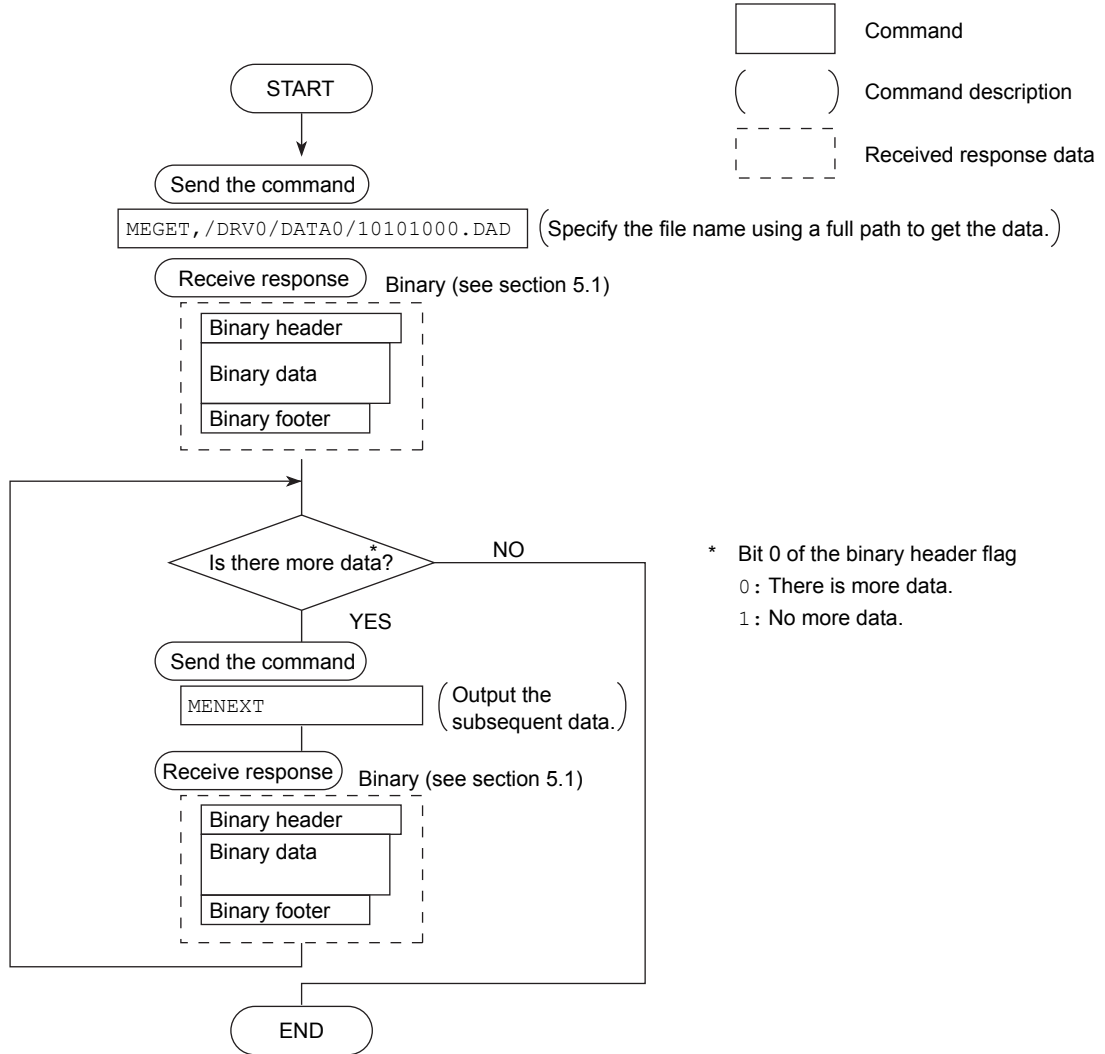 Command
START
Command description
Received response data
Send the command
MEGET,/DRV0/DATA0/10101000.DAD
Specify the file name using a full path to get the data.
Receive response
Binary (see section 5.1)
Binary header
Binary data
Binary footer
Is there more data?*
NO
* Bit 0 of the binary header flag
0: There is more data.
1: No more data.
YES
Send the command
MENEXT
Output the
subsequent data.
Receive response
Binary (see section 5.1)
Binary header
Binary data
Binary footer
END